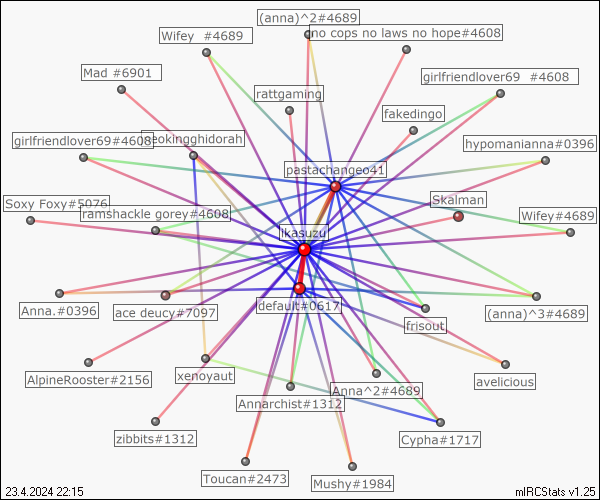 (anna)^2#4689
no cops no laws no hope#4608
Wifey #4689
Mad #6901
girlfriendlover69 #4608
rattgaming
fakedingo
girlfriendlover69#4608
neokingghidorah
hypomanianna#0396
pastachangeo41
Soxy Foxy#5076
ramshackle gorey#4608
Skalman
Wifey#4689
ikasuzu
Anna.#0396
ace deucy#7097
default#0617
(anna)^3#4689
frisout
AlpineRooster#2156
xenoyaut
Anna^2#4689
avelicious
Annarchist#1312
zibbits#1312
Cypha#1717
Toucan#2473
Mushy#1984
23.4.2024 22:15
mIRCStats v1.25